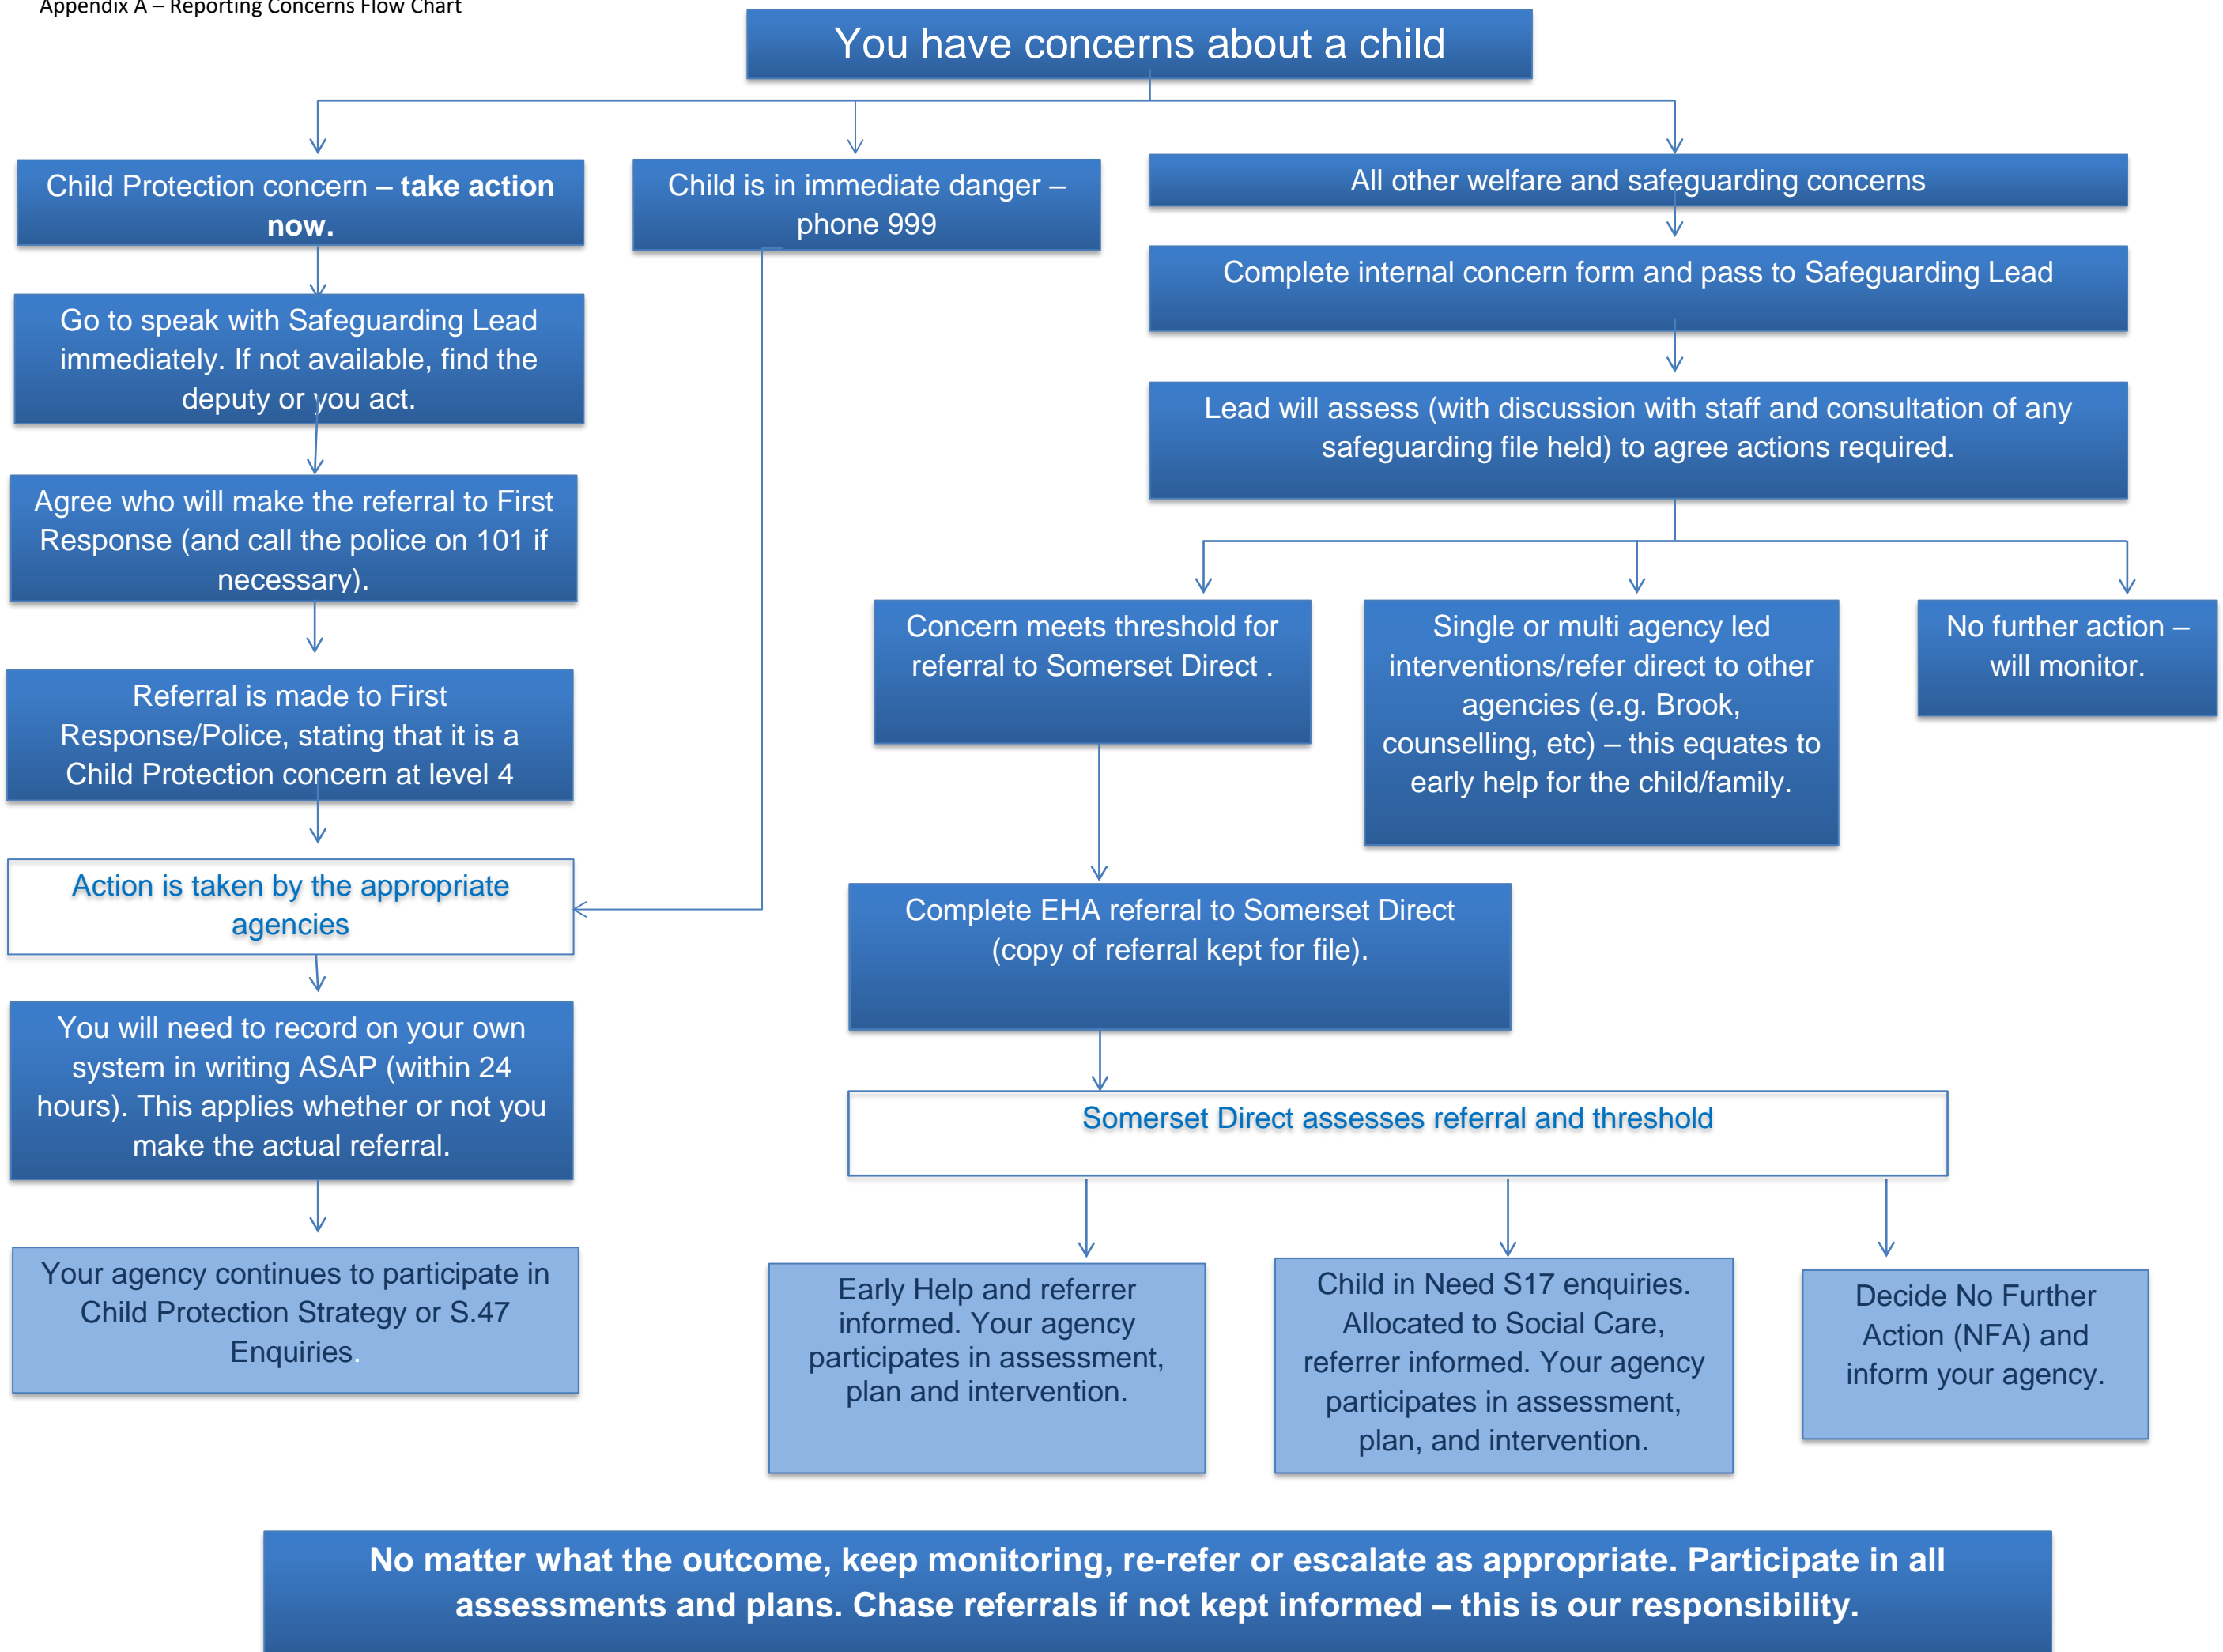 Appendix A – Reporting Concerns Flow Chart
You have concerns about a child
Child Protection concern – take action
now.
Child is in immediate danger –
phone 999
All other welfare and safeguarding concerns
Go to speak with Safeguarding Lead
immediately. If not available, find the
deputy or you act.
Complete internal concern form and pass to Safeguarding Lead
Lead will assess (with discussion with staff and consultation of any
safeguarding file held) to agree actions required.
Agree who will make the referral to First
Response (and call the police on 101 if
necessary).
Concern meets threshold for
referral to Somerset Direct .
Single or multi agency led
interventions/refer direct to other
agencies (e.g. Brook,
counselling, etc) – this equates to
early help for the child/family.
No further action –
will monitor.
Referral is made to First
Response/Police, stating that it is a
Child Protection concern at level 4
Action is taken by the appropriate
agencies
Complete EHA referral to Somerset Direct
(copy of referral kept for file).
You will need to record on your own
system in writing ASAP (within 24
hours). This applies whether or not you
make the actual referral.
Somerset Direct assesses referral and threshold
Your agency continues to participate in
Child Protection Strategy or S.47
Enquiries.
Early Help and referrer
informed. Your agency
participates in assessment,
plan and intervention.
Child in Need S17 enquiries.
Allocated to Social Care,
referrer informed. Your agency
participates in assessment,
plan, and intervention.
Decide No Further
Action (NFA) and
inform your agency.
No matter what the outcome, keep monitoring, re-refer or escalate as appropriate. Participate in all
assessments and plans. Chase referrals if not kept informed – this is our responsibility.